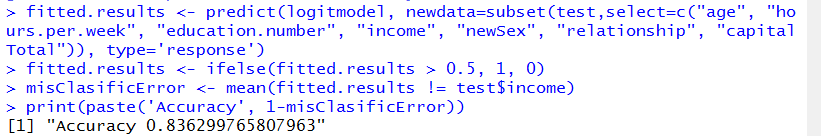 > fitted.results <- predict(logitmodel, newdata=subset(test,select=c("age", "ho
urs.per.week", "education.number", "income", "newSex", "relationship", "capital
Total")), type='response')
> fitted.results <- ifelse(fitted.results > 0.5, 1, 0)
> misClasificError <- mean(fitted.results != test$income)
> print(paste('Accuracy', 1-misClasificError))
[1] "Accuracy 0.836299765807963"